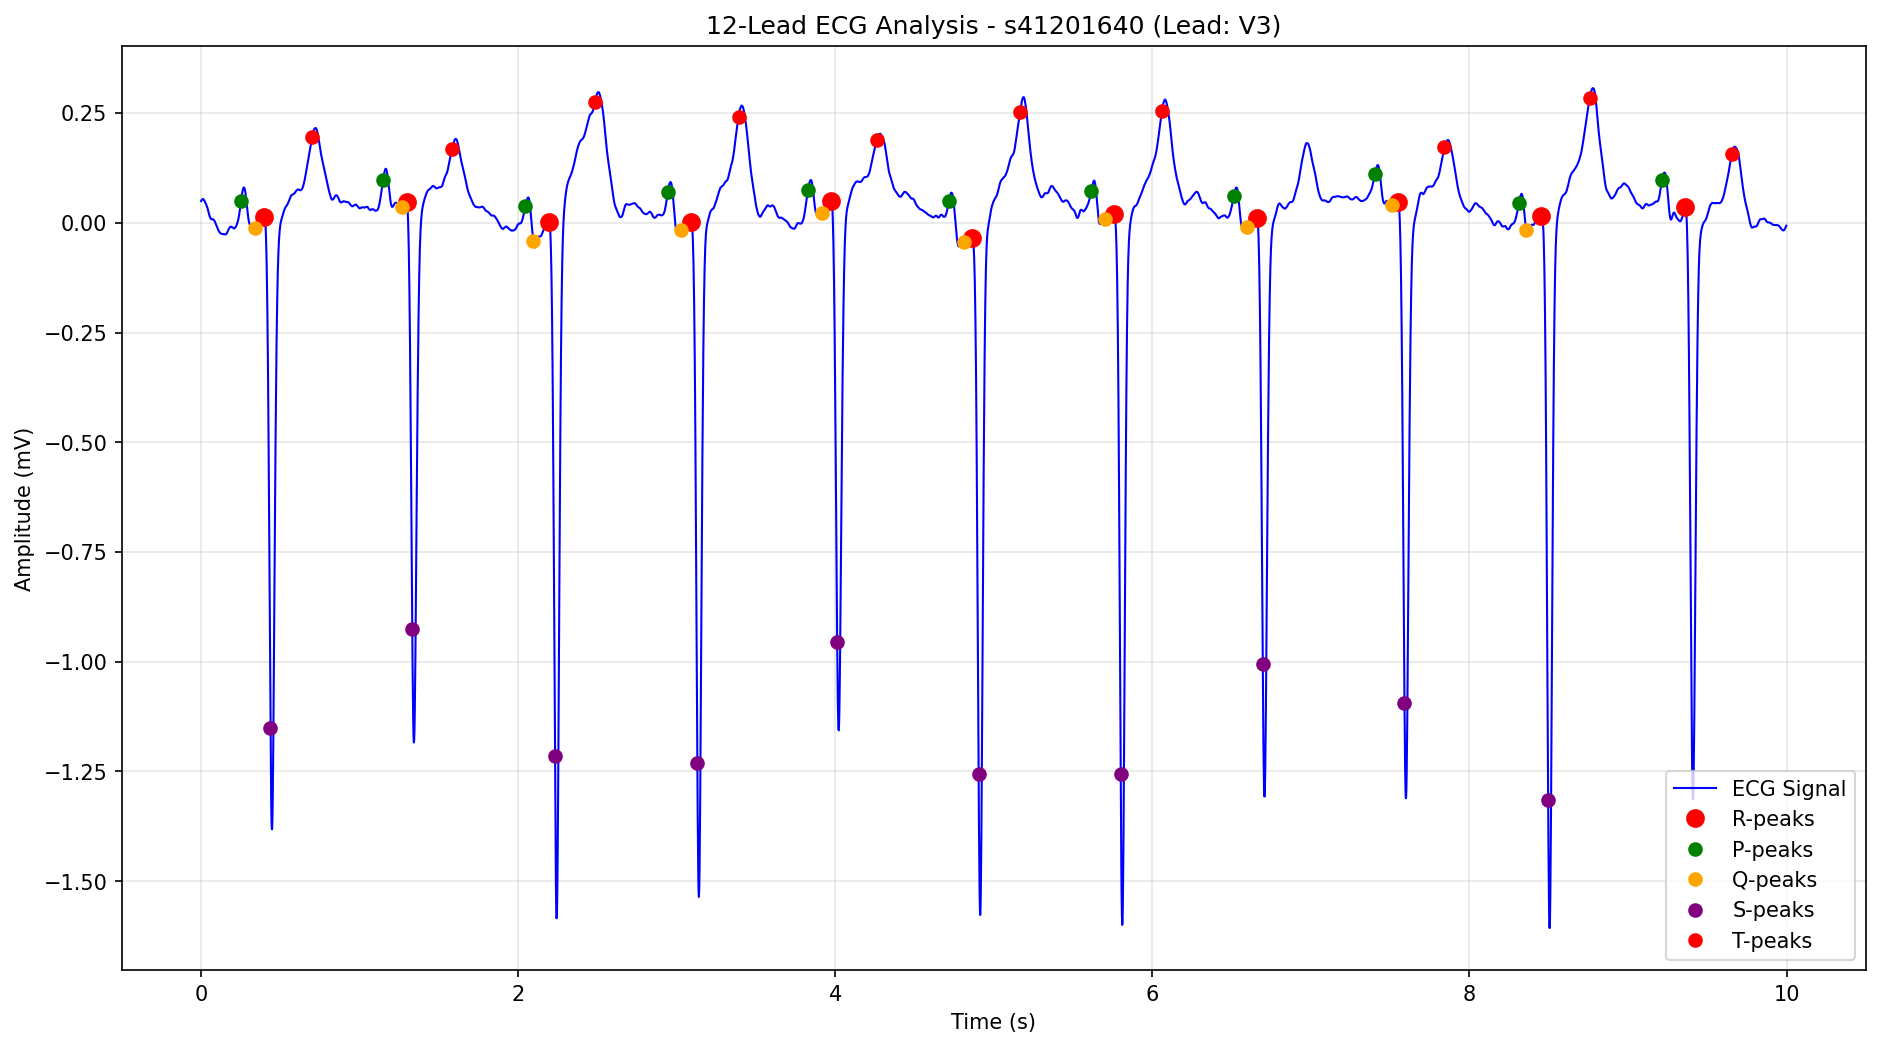 12-Lead ECG Analysis - s41201640 (Lead: V3)
Amplitude (mV)
0.25
0.00
−0.25
−0.50
−0.75
−1.00
−1.25
−1.50
ECG Signal
R-peaks
P-peaks
Q-peaks
S-peaks
T-peaks
0 2 4 6 8 10
Time (s)